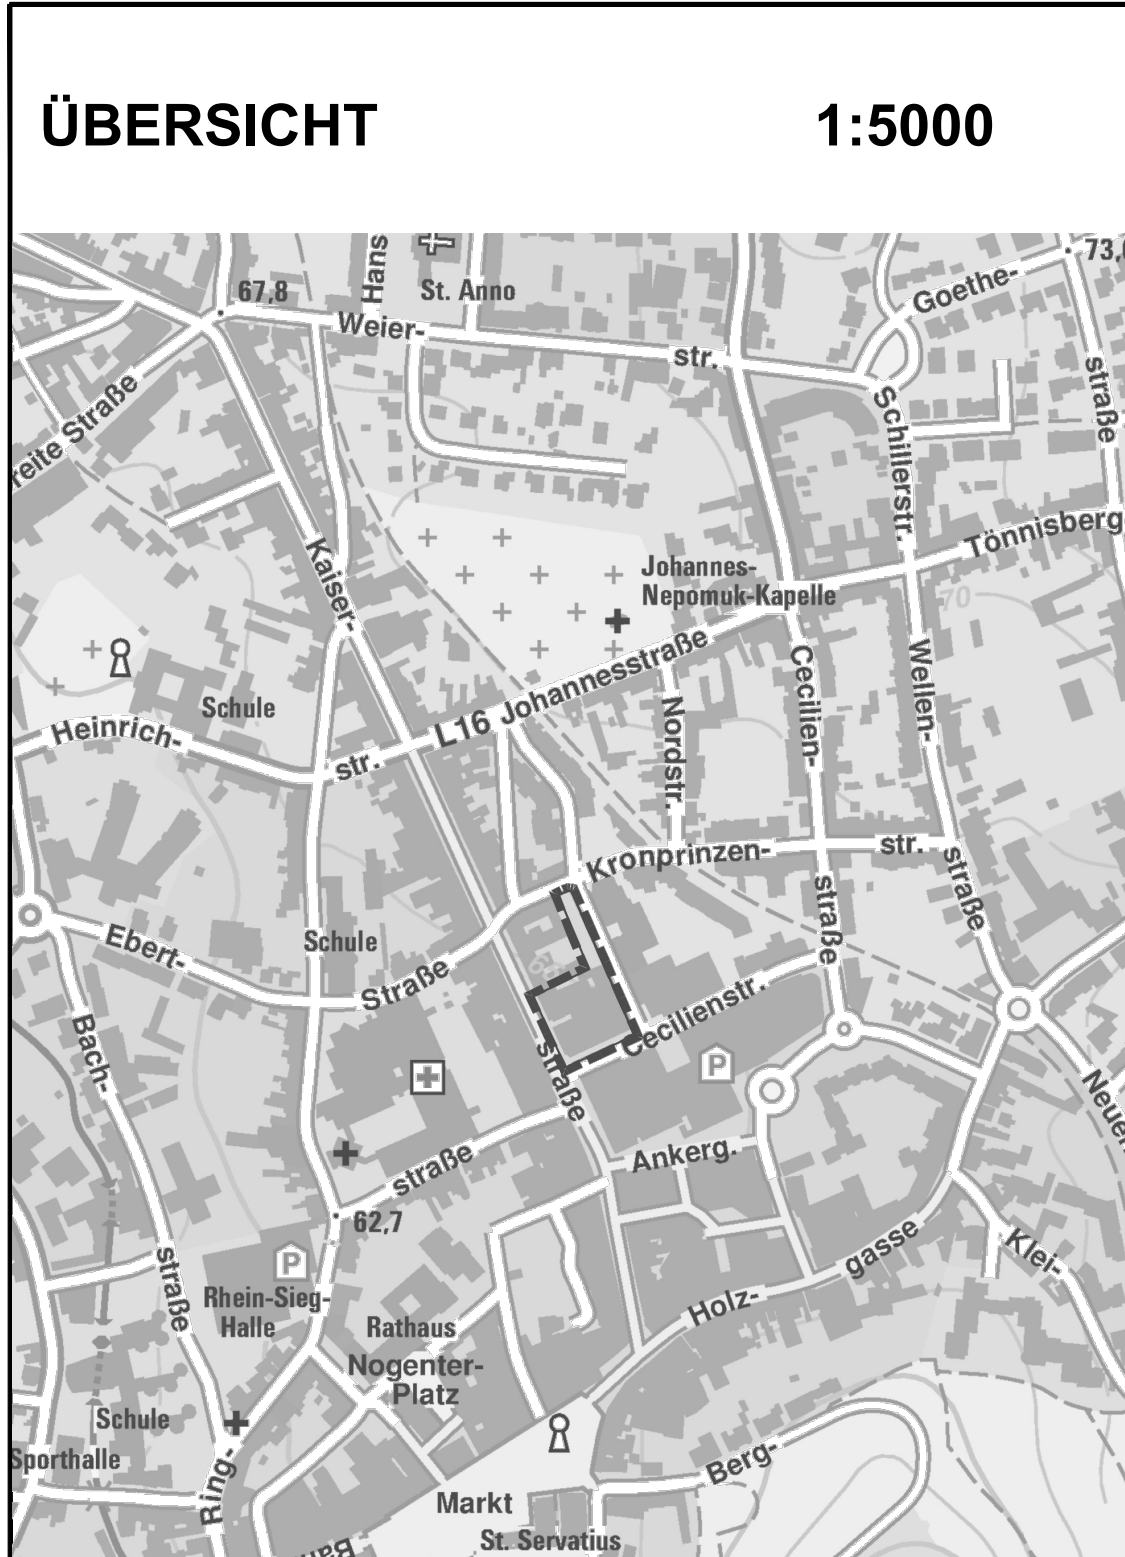 ÜBERSICHT 1:5000
Hans
St. Anno
67,8
Weier-
str.
Goethe-
straße
reite Straße
Schillerstr.
Tönnisberg
Kaiser-
Johannes-
Nepomuk-Kapelle
70
Schule
Heinrich-
str.
L16
Johannesstraße
Nordstr.
Cecilien-
Wellen-
Kronprinzen-
str.
straße
straße
Ebert-
Schule
Straße
Cecilienstr.
straße
Bach-
P
Ankerg.
straße
62,7
P
Rhein-Sieg-
Halle
straße
Rathaus
Nogenter-
Platz
Holz-
gasse
Klei-
Schule
Sporthalle
Ring-
Markt
St. Servatius
Berg-